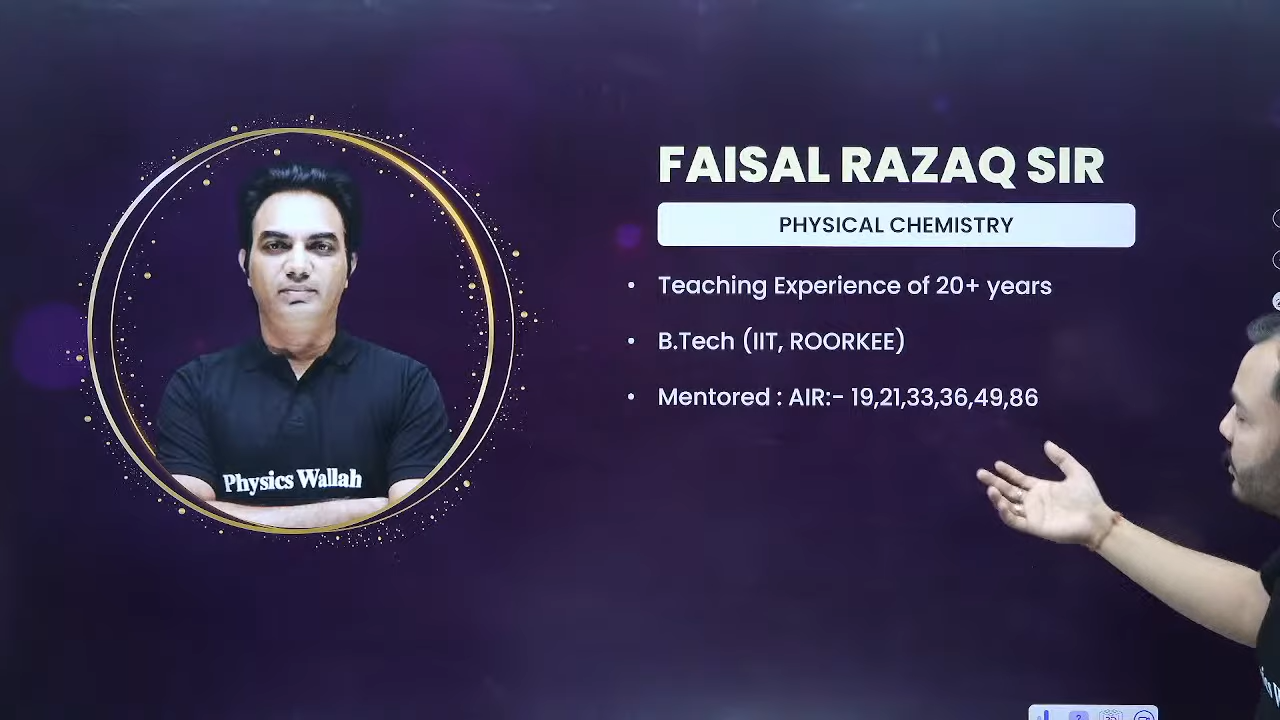 FAISAL RAZAQ SIR
PHYSICAL CHEMISTRY
• Teaching Experience of 20+ years
• B.Tech (IIT, ROORKEE)
• Mentored : AIR:- 19,21,33,36,49,86
Physics Wallah